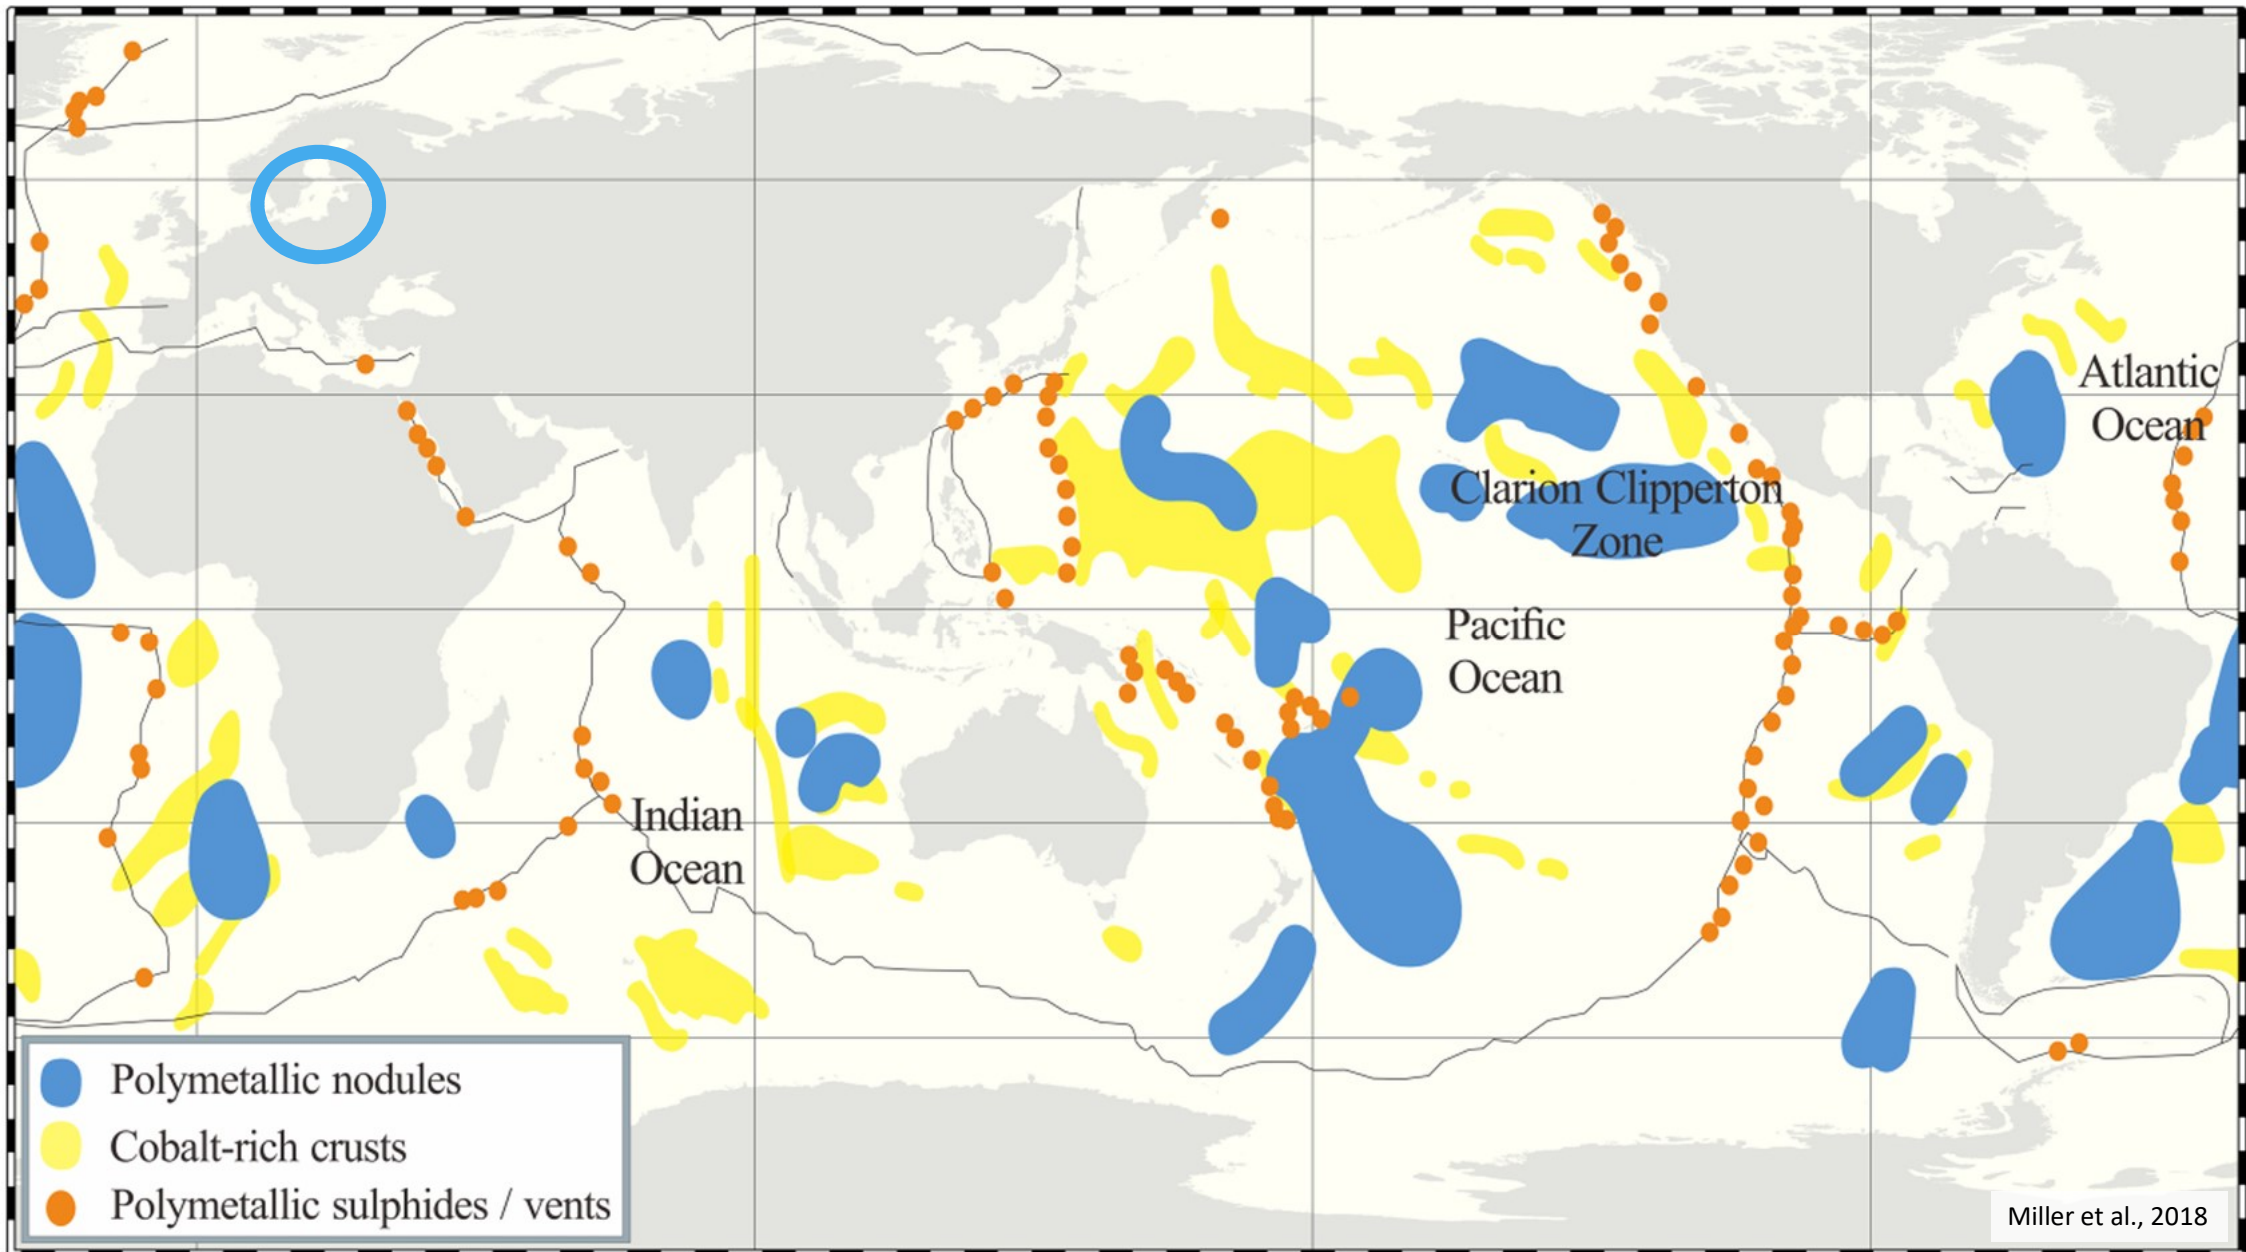 Atlantic
Ocean
Clarion Clipperton
Zone
Pacific
Ocean
Indian
Ocean
Polymetallic nodules
Cobalt-rich crusts
Polymetallic sulphides / vents
Miller et al., 2018